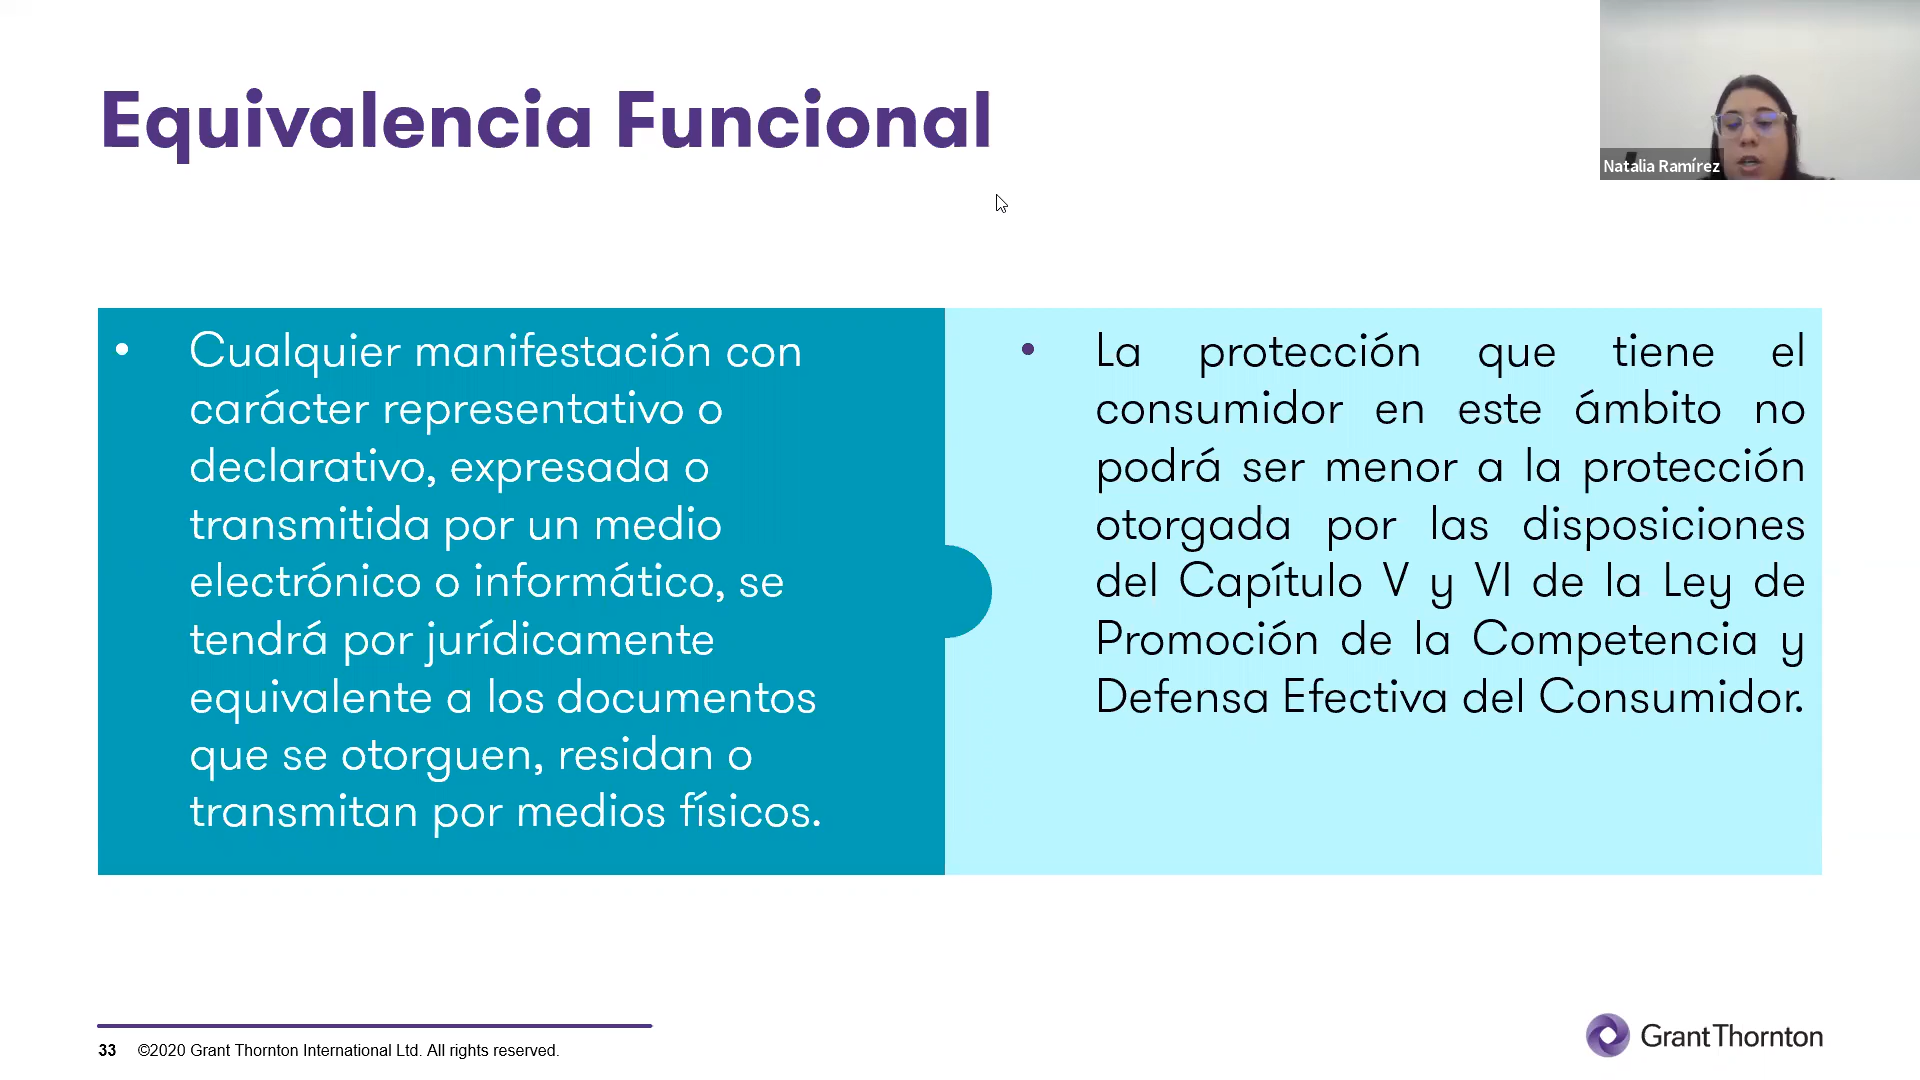 Equivalencia Funcional
Natalia Ramírez
• Cualquier manifestación con
carácter representativo o
declarativo, expresada o
transmitida por un medio
electrónico o informático, se
tendrá por jurídicamente
equivalente a los documentos
que se otorguen, residan o
transmitan por medios físicos.
• La protección que tiene el
consumidor en este ámbito no
podrá ser menor a la protección
otorgada por las disposiciones
del Capítulo V y VI de la Ley de
Promoción de la Competencia y
Defensa Efectiva del Consumidor.
33 ©2020 Grant Thornton International Ltd. All rights reserved.
GrantThornton